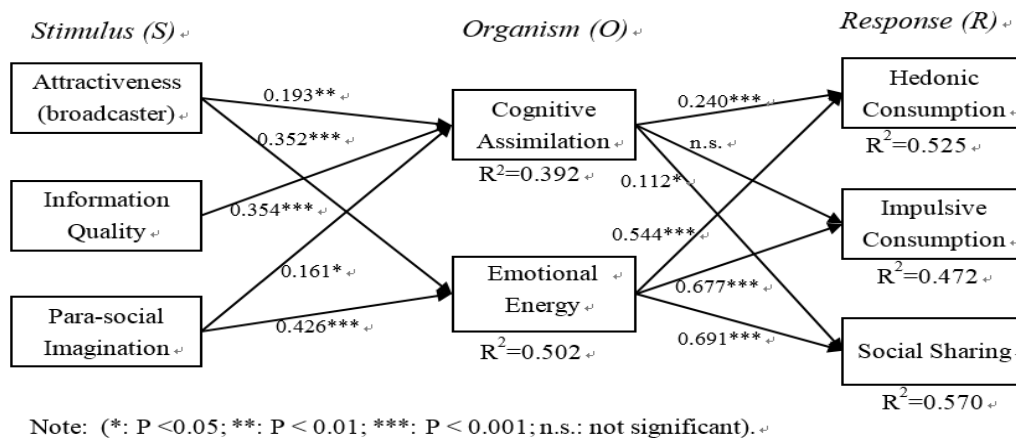 Stimulus (S)
Organism (O)
Response (R)
Attractiveness
(broadcaster)
Information
Quality
Para-social
Imagination
0.193**
0.352***
0.354***
0.161*
0.426***
Cognitive
Assimilation
R²=0.392
Emotional
Energy
R²=0.502
0.240***
n.s.
0.112*
0.544***
0.677***
0.691***
Hedonic
Consumption
R²=0.525
Impulsive
Consumption
R²=0.472
Social Sharing
R²=0.570
Note: (*: P <0.05; **: P < 0.01; ***: P < 0.001; n.s.: not significant).